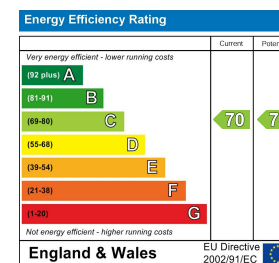 Energy Efficiency Rating
Current
Very energy efficient - lower running costs
(92 plus) A
(81-91) B
(69-80) C 70
(55-68) D
(39-54) E
(21-38) F
(1-20) G
Not energy efficient - higher running costs
England & Wales
EU Directive
2002/91/EC